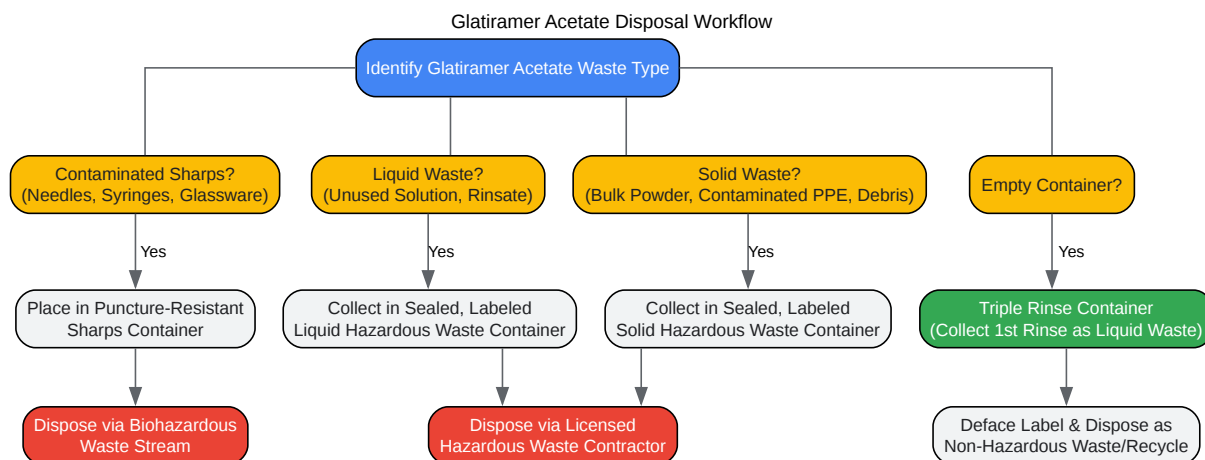 Glatiramer Acetate Disposal Workflow
Identify Glatiramer Acetate Waste Type
Contaminated Sharps?
(Needles, Syringes, Glassware)
Liquid Waste?
(Unused Solution, Rinsate)
Solid Waste?
(Bulk Powder, Contaminated PPE, Debris)
Empty Container?
Yes
Yes
Yes
Yes
Place in Puncture-Resistant
Sharps Container
Collect in Sealed, Labeled
Liquid Hazardous Waste Container
Collect in Sealed, Labeled
Solid Hazardous Waste Container
Triple Rinse Container
(Collect 1st Rinse as Liquid Waste)
Dispose via Biohazardous
Waste Stream
Dispose via Licensed
Hazardous Waste Contractor
Deface Label & Dispose as
Non-Hazardous Waste/Recycle